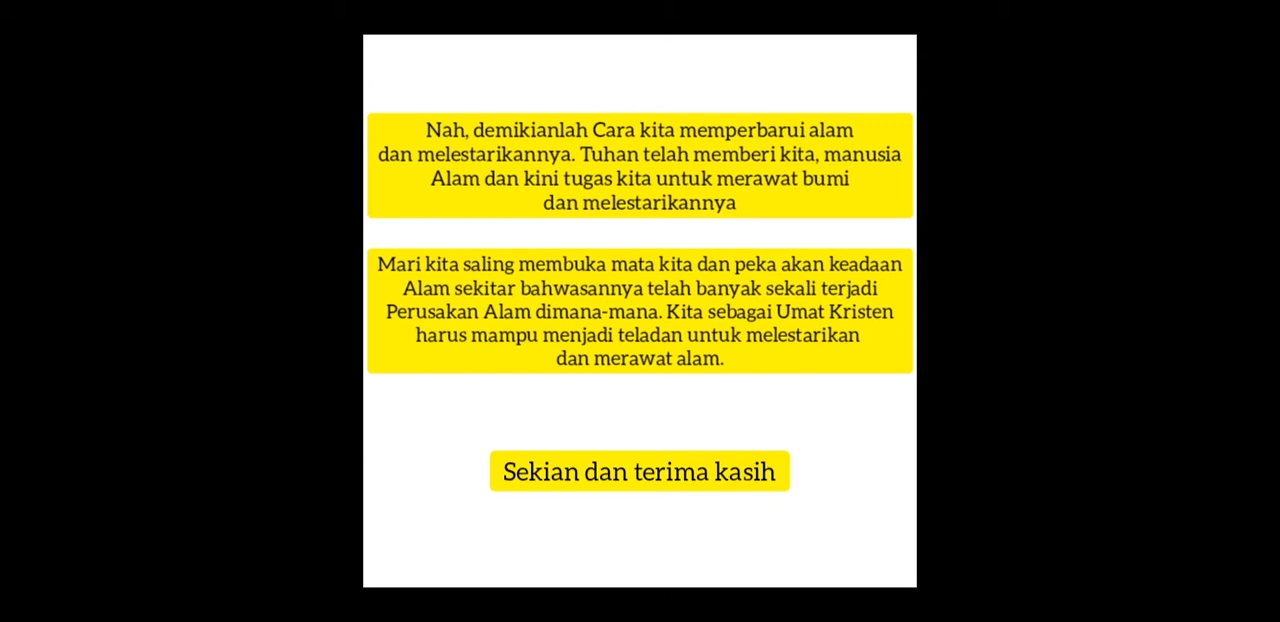 Nah, demikianlah Cara kita memperbarui alam
dan melestarikannya. Tuhan telah memberi kita, manusia
Alam dan kini tugas kita untuk merawat bumi
dan melestarikannya
Mari kita saling membuka mata kita dan peka akan keadaan
Alam sekitar bahwasannya telah banyak sekali terjadi
Perusakan Alam dimana-mana. Kita sebagai Umat Kristen
harus mampu menjadi teladan untuk melestarikan
dan merawat alam.
Sekian dan terima kasih